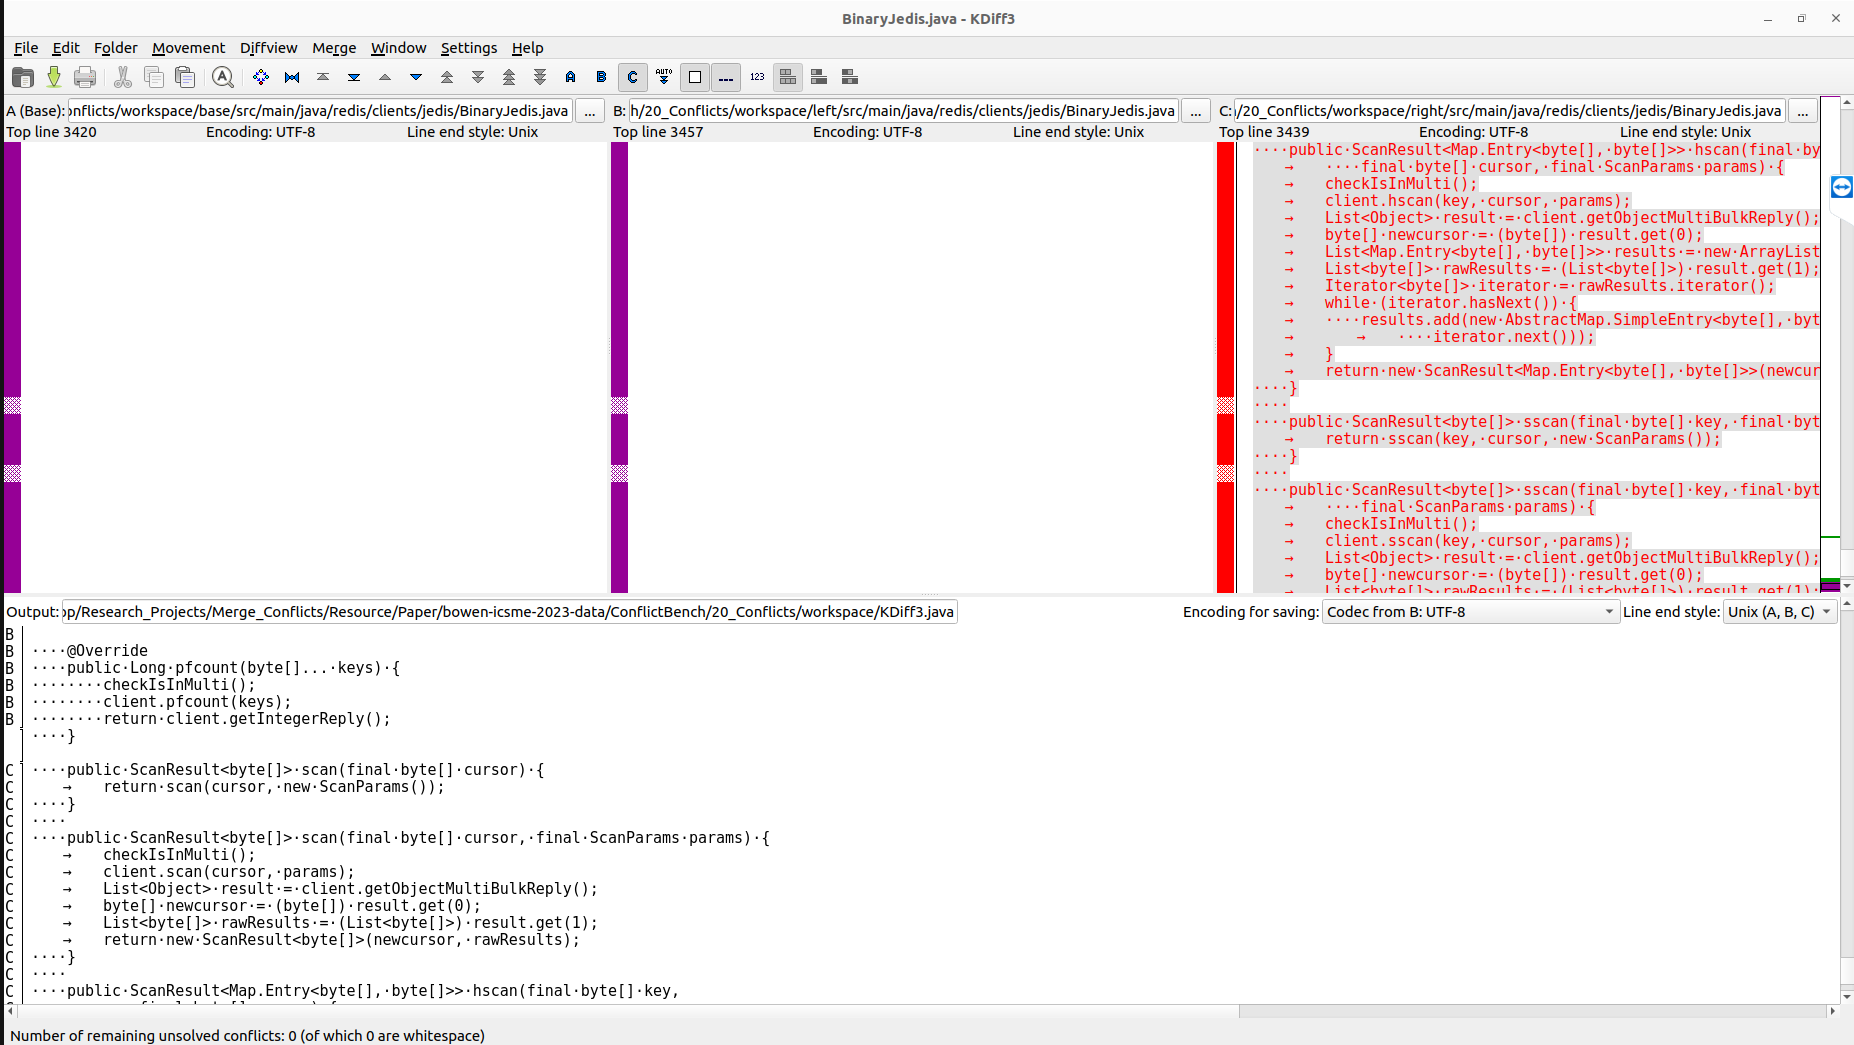 BinaryJedis.java - KDiff3
File Edit Folder Movement Diffview Merge Window Settings Help
A B C AUTO 123
A (Base): onflicts/workspace/base/src/main/java/redis/clients/jedis/BinaryJedis.java ...
Top line 3420 Encoding: UTF-8 Line end style: Unix
B: h/20_Conflicts/workspace/left/src/main/java/redis/clients/jedis/BinaryJedis.java ...
Top line 3457 Encoding: UTF-8 Line end style: Unix
C: /20_Conflicts/workspace/right/src/main/java/redis/clients/jedis/BinaryJedis.java ...
Top line 3439 Encoding: UTF-8 Line end style: Unix
····public·ScanResult<Map.Entry<byte[],·byte[]>>·hscan(final·by
→ ····final·byte[]·cursor,·final·ScanParams·params)·{
→ checkIsInMulti();
→ client.hscan(key,·cursor,·params);
→ List<Object>·result·=·client.getObjectMultiBulkReply();
→ byte[]·newcursor·=·(byte[])·result.get(0);
→ List<Map.Entry<byte[],·byte[]>>·results·=·new·ArrayList
→ List<byte[]>·rawResults·=·(List<byte[]>)·result.get(1);
→ Iterator<byte[]>·iterator·=·rawResults.iterator();
→ while·(iterator.hasNext())·{
→ ····results.add(new·AbstractMap.SimpleEntry<byte[],·byt
→ → ····iterator.next()));
→ }
→ return·new·ScanResult<Map.Entry<byte[],·byte[]>>(newcur
····}
····
····public·ScanResult<byte[]>·sscan(final·byte[]·key,·final·byt
→ return·sscan(key,·cursor,·new·ScanParams());
····}
····
····public·ScanResult<byte[]>·sscan(final·byte[]·key,·final·byt
→ ····final·ScanParams·params)·{
→ checkIsInMulti();
→ client.sscan(key,·cursor,·params);
→ List<Object>·result·=·client.getObjectMultiBulkReply();
→ byte[]·newcursor·=·(byte[])·result.get(0);
→ List<byte[]>·rawResults·=·(List<byte[]>)·result.get(1);
Output: op/Research_Projects/Merge_Conflicts/Resource/Paper/bowen-icsme-2023-data/ConflictBench/20_Conflicts/workspace/KDiff3.java Encoding for saving: Codec from B: UTF-8 Line end style: Unix (A, B, C)
B
B ····@Override
B ····public·Long·pfcount(byte[]...·keys)·{
B ········checkIsInMulti();
B ········client.pfcount(keys);
B ········return·client.getIntegerReply();
····}
C ····public·ScanResult<byte[]>·scan(final·byte[]·cursor)·{
C → return·scan(cursor,·new·ScanParams());
C ····}
C ····
C ····public·ScanResult<byte[]>·scan(final·byte[]·cursor,·final·ScanParams·params)·{
C → checkIsInMulti();
C → client.scan(cursor,·params);
C → List<Object>·result·=·client.getObjectMultiBulkReply();
C → byte[]·newcursor·=·(byte[])·result.get(0);
C → List<byte[]>·rawResults·=·(List<byte[]>)·result.get(1);
C → return·new·ScanResult<byte[]>(newcursor,·rawResults);
C ····}
C ····
C ····public·ScanResult<Map.Entry<byte[],·byte[]>>·hscan(final·byte[]·key,
Number of remaining unsolved conflicts: 0 (of which 0 are whitespace)